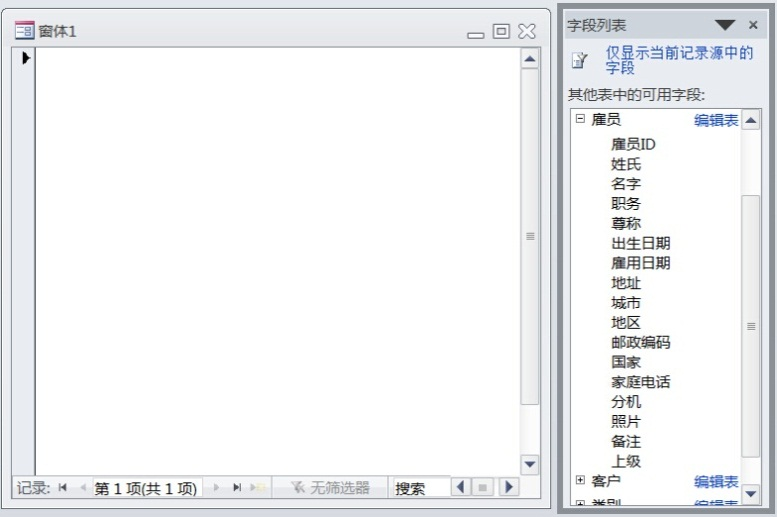 窗体1
记录:
第 1 项(共 1 项)
无筛选器
搜索
字段列表
仅显示当前记录源中的
字段
其他表中的可用字段:
雇员 编辑表
雇员ID
姓氏
名字
职务
尊称
出生日期
雇用日期
地址
城市
地区
邮政编码
国家
家庭电话
分机
照片
备注
上级
客户 编辑表
类别 编辑表